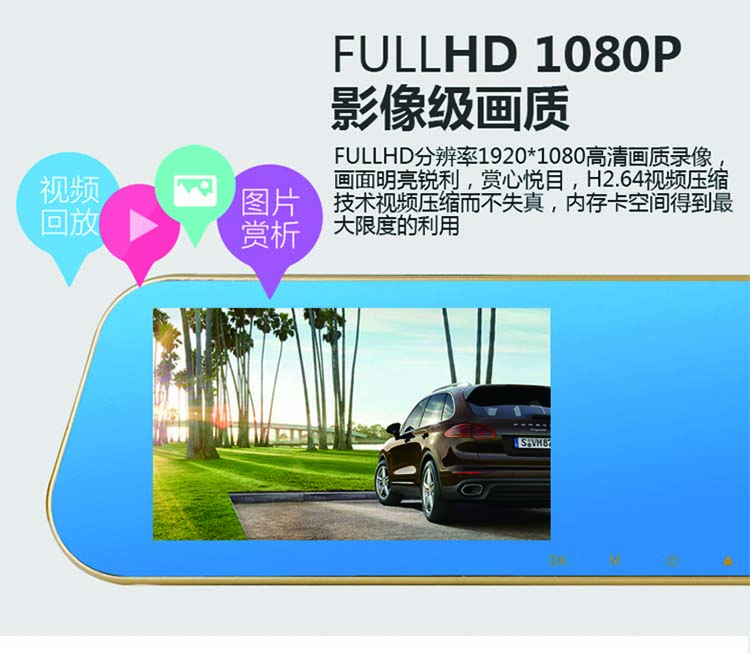 FULLHD 1080P
影像级画质
FULLHD分辨率1920*1080高清画质录像，
画面明亮锐利，赏心悦目，H2.64视频压缩
技术视频压缩而不失真，内存卡空间得到最
大限度的利用
视频
回放
图片
赏析
PORSCHE
S VM87
OK
M